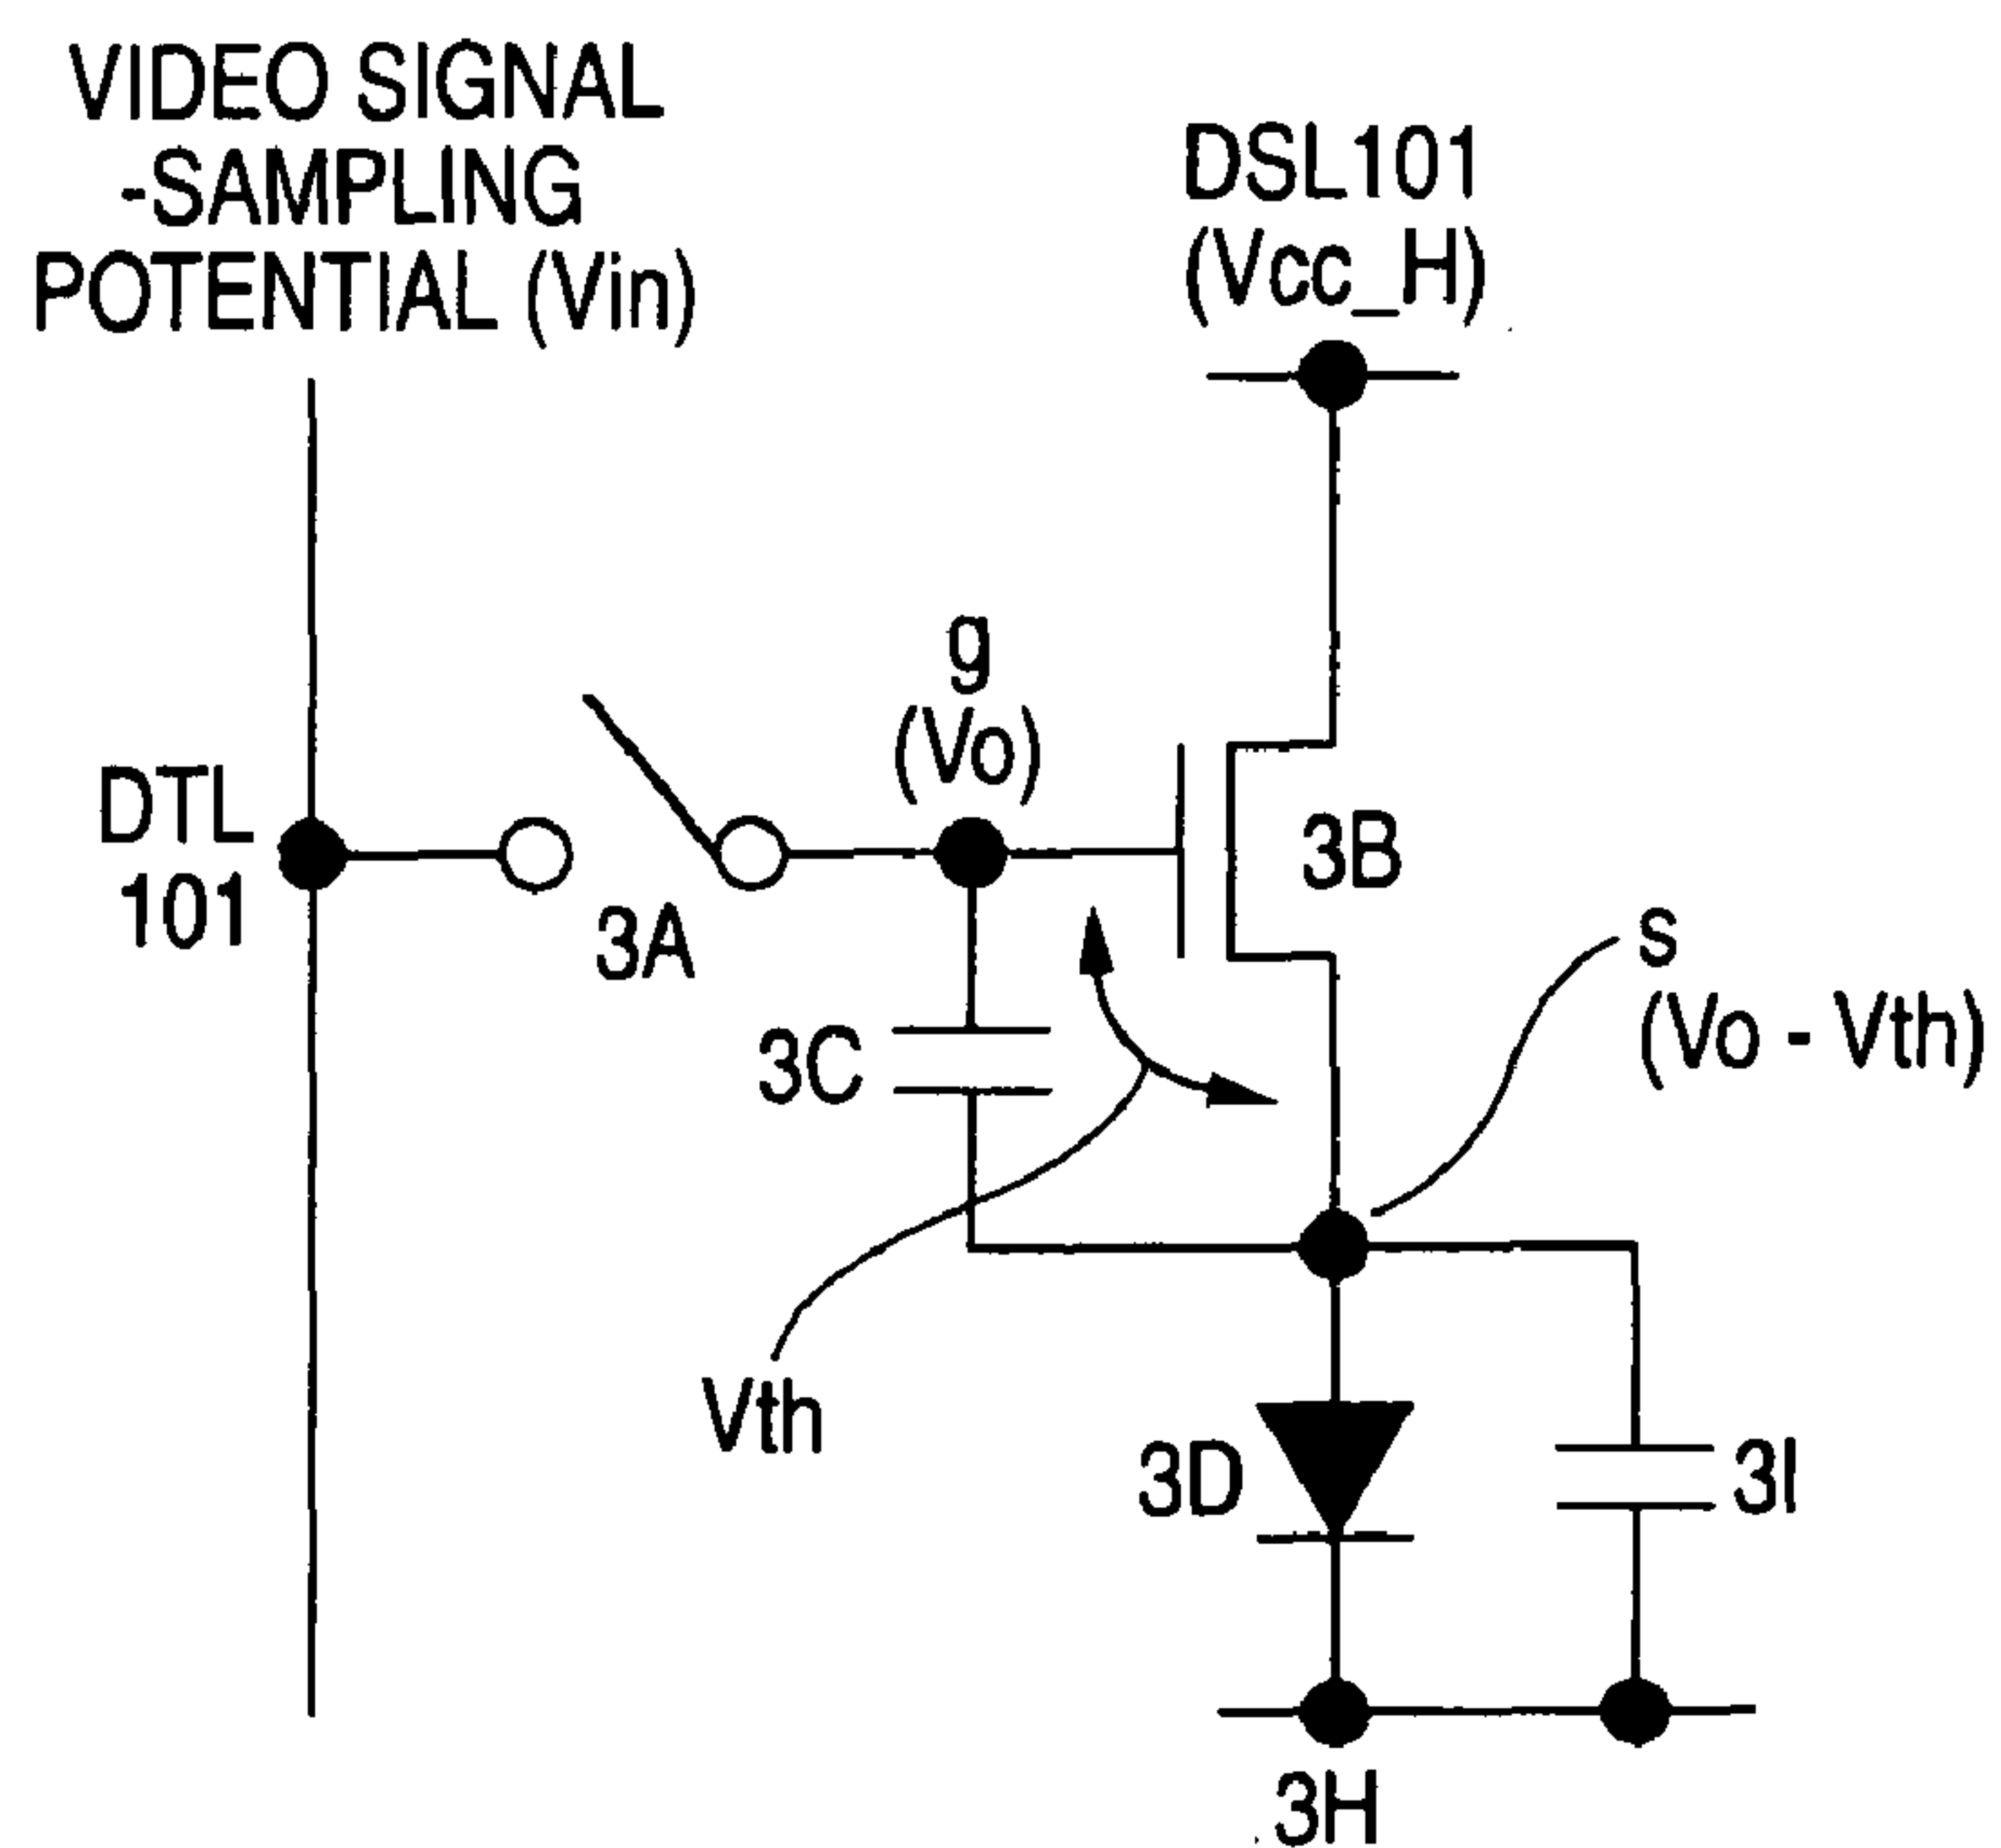 VIDEO SIGNAL
-SAMPLING
POTENTIAL (Vin)
DSL101
(Vcc_H)
g
(Vo)
DTL
101
3A
3B
s
(Vo - Vth)
3C
Vth
3D
3I
3H